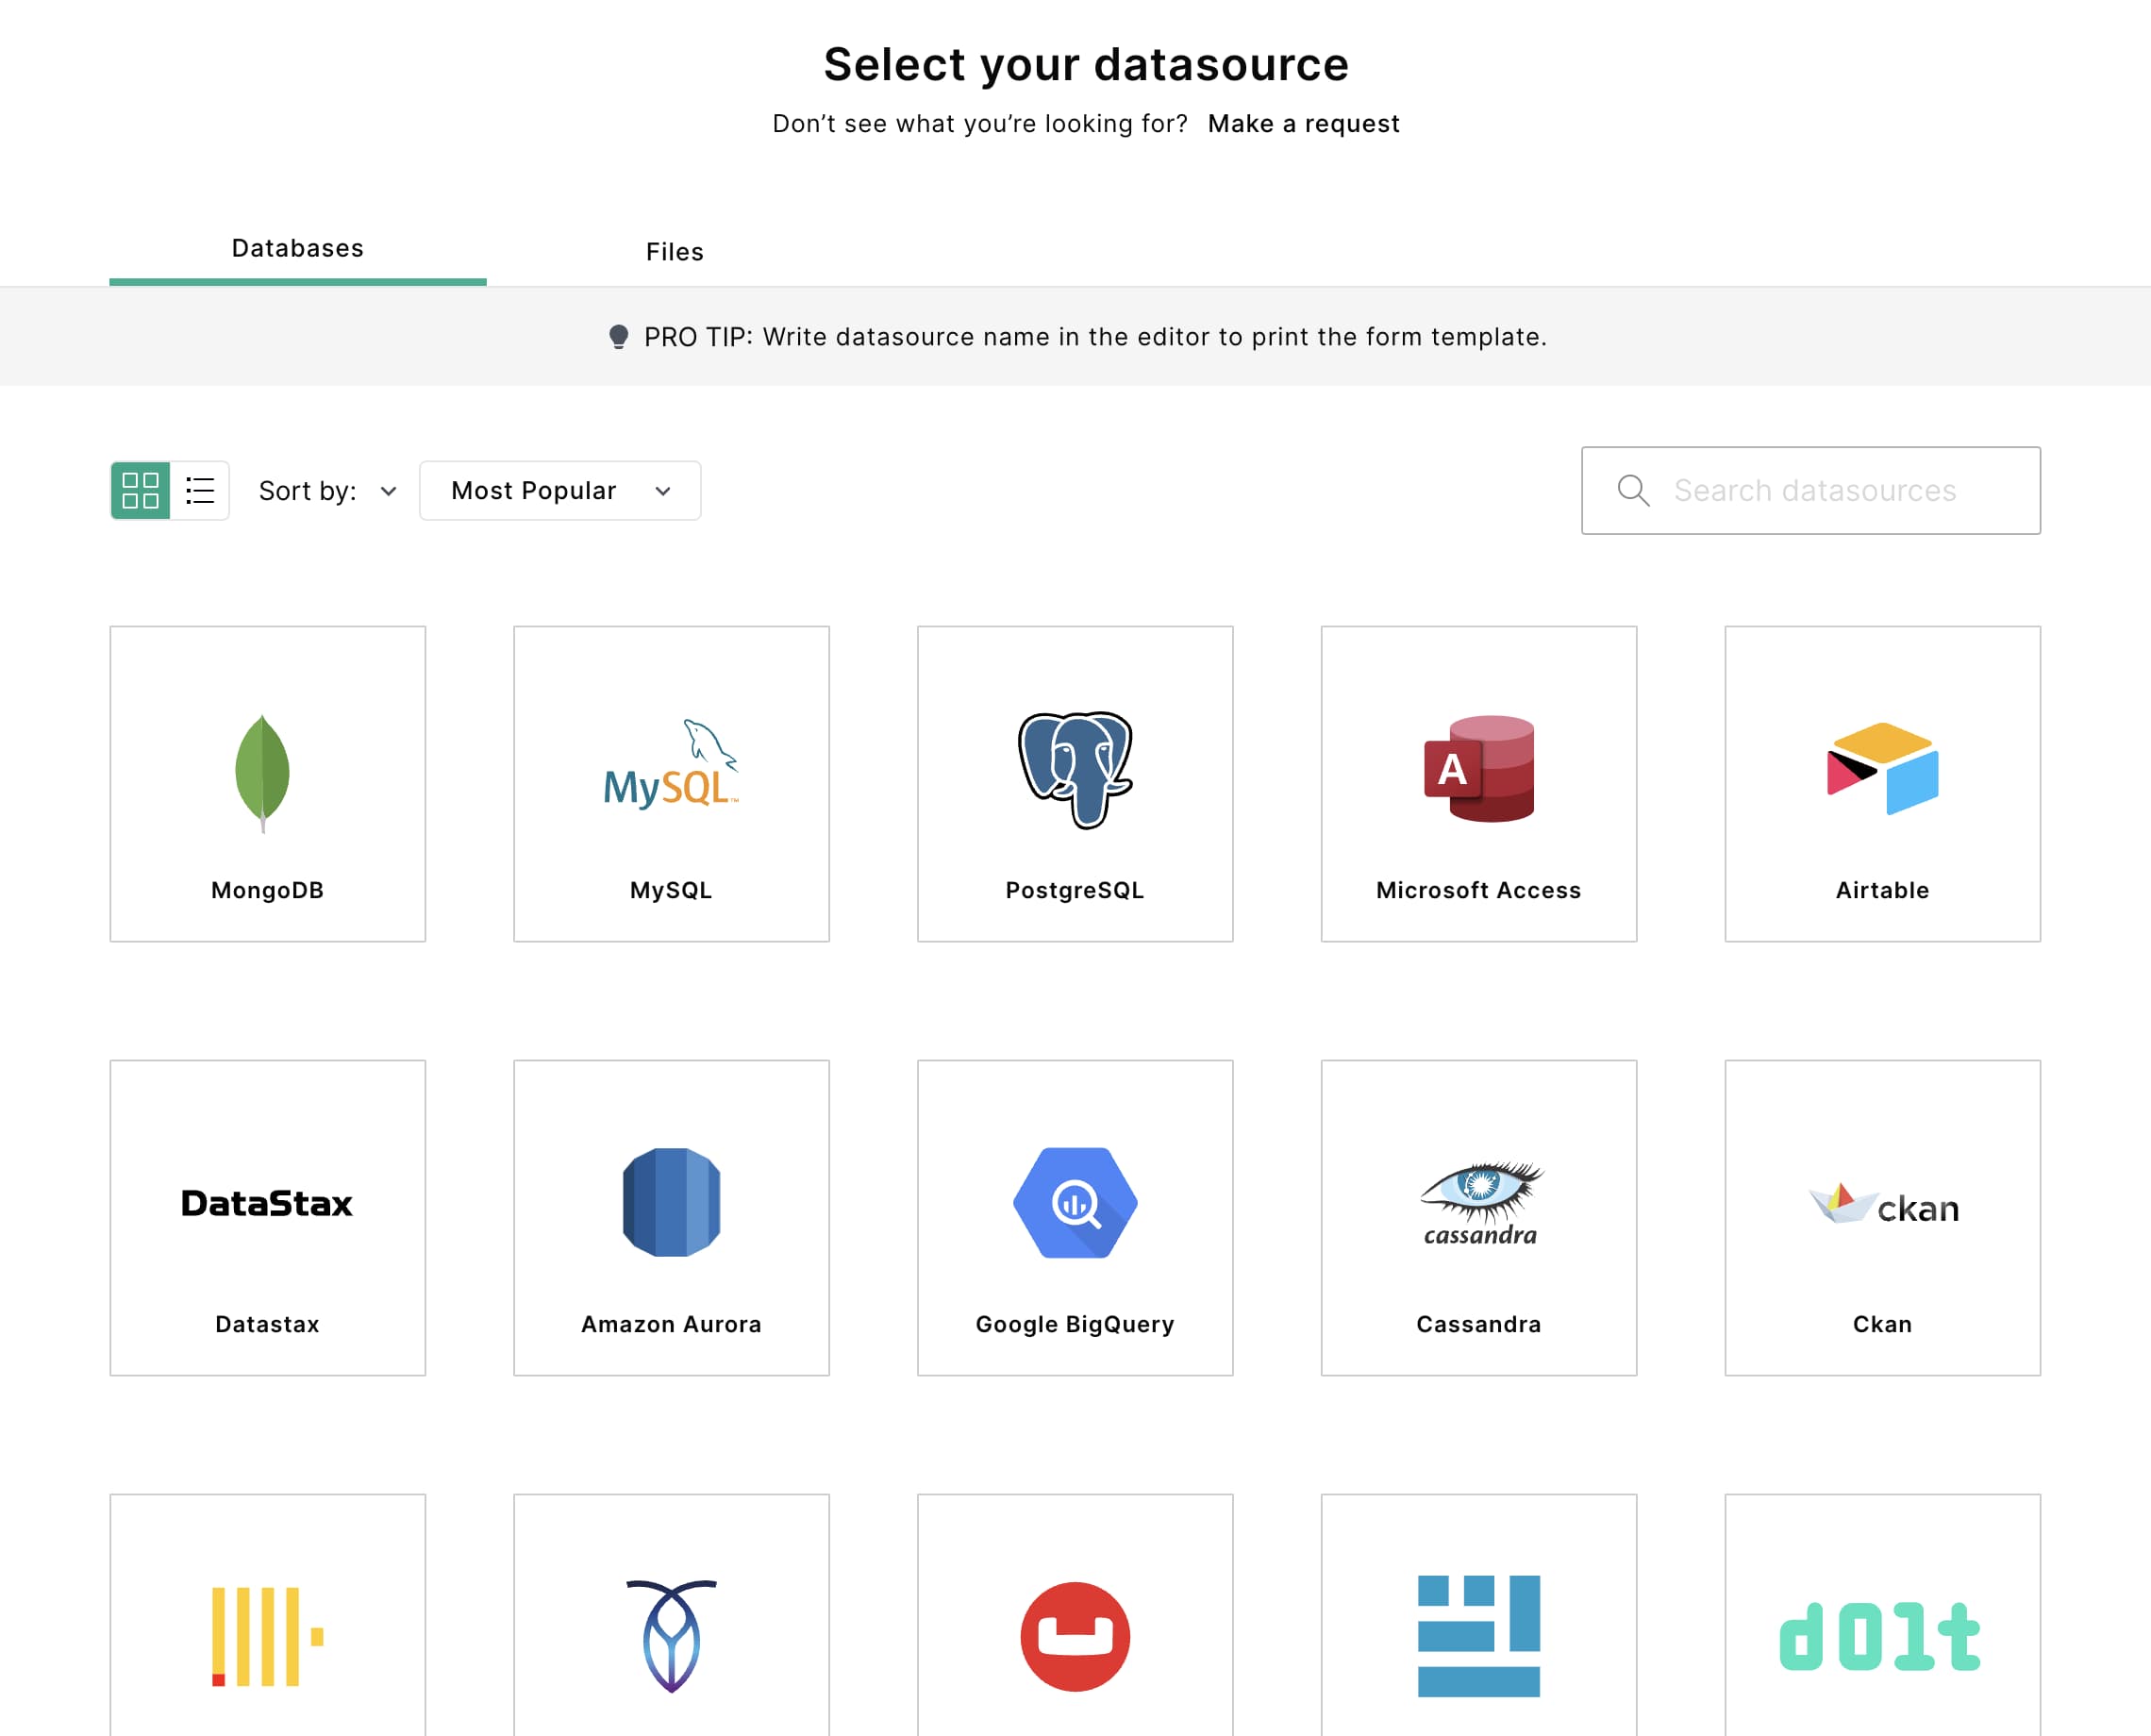 Select your datasource
Don’t see what you’re looking for? Make a request
Databases Files
PRO TIP: Write datasource name in the editor to print the form template.
Sort by: Most Popular Search datasources
MySQL™
A
MongoDB MySQL PostgreSQL Microsoft Access Airtable
DataStax cassandra ckan
Datastax Amazon Aurora Google BigQuery Cassandra Ckan
dolt